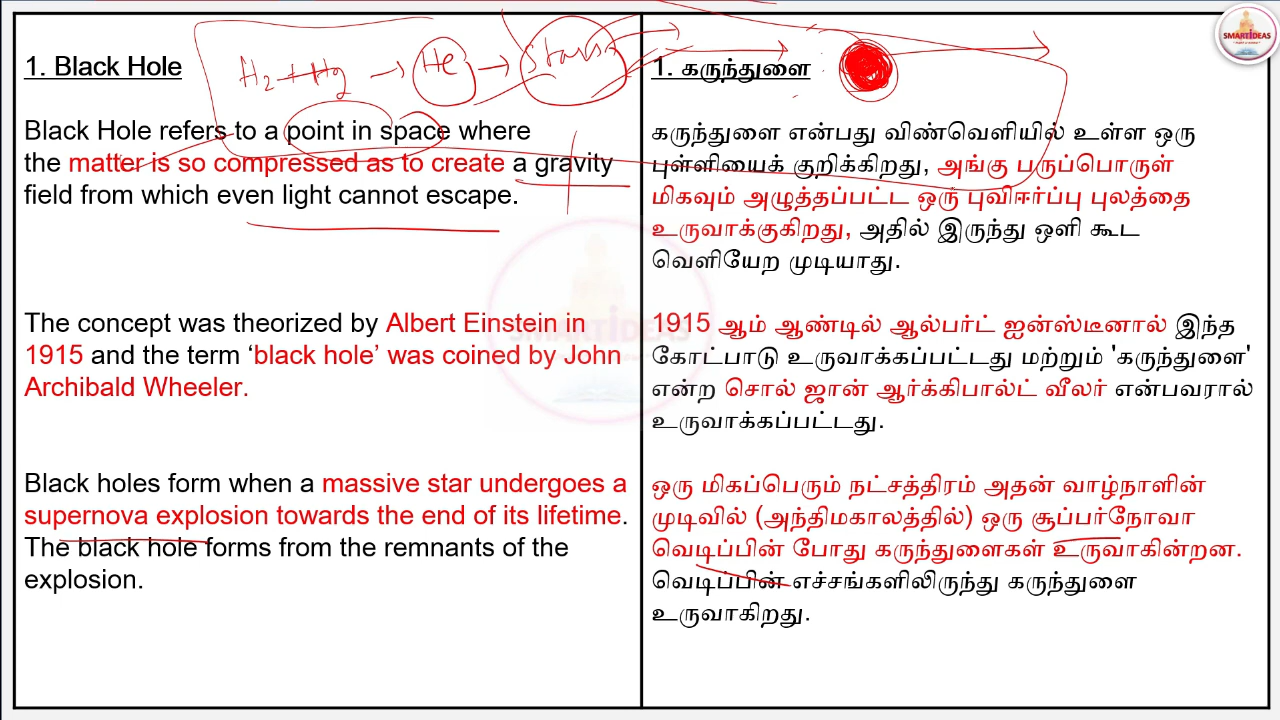 SMARTIDEAS
H2 + H2 → He → Stars
1. Black Hole
Black Hole refers to a point in space where
the matter is so compressed as to create a gravity
field from which even light cannot escape.
The concept was theorized by Albert Einstein in
1915 and the term ‘black hole’ was coined by John
Archibald Wheeler.
Black holes form when a massive star undergoes a
supernova explosion towards the end of its lifetime.
The black hole forms from the remnants of the
explosion.
1. கருந்துளை
கருந்துளை என்பது விண்வெளியில் உள்ள ஒரு
புள்ளியைக் குறிக்கிறது, அங்கு பருப்பொருள்
மிகவும் அழுத்தப்பட்ட ஒரு புவிஈர்ப்பு புலத்தை
உருவாக்குகிறது, அதில் இருந்து ஒளி கூட
வெளியேற முடியாது.
1915 ஆம் ஆண்டில் ஆல்பர்ட் ஐன்ஸ்டீனால் இந்த
கோட்பாடு உருவாக்கப்பட்டது மற்றும் 'கருந்துளை'
என்ற சொல் ஜான் ஆர்க்கிபால்ட் வீலர் என்பவரால்
உருவாக்கப்பட்டது.
ஒரு மிகப்பெரும் நட்சத்திரம் அதன் வாழ்நாளின்
முடிவில் (அந்திமகாலத்தில்) ஒரு சூப்பர்நோவா
வெடிப்பின் போது கருந்துளைகள் உருவாகின்றன.
வெடிப்பின் எச்சங்களிலிருந்து கருந்துளை
உருவாகிறது.
SMARTIDEAS